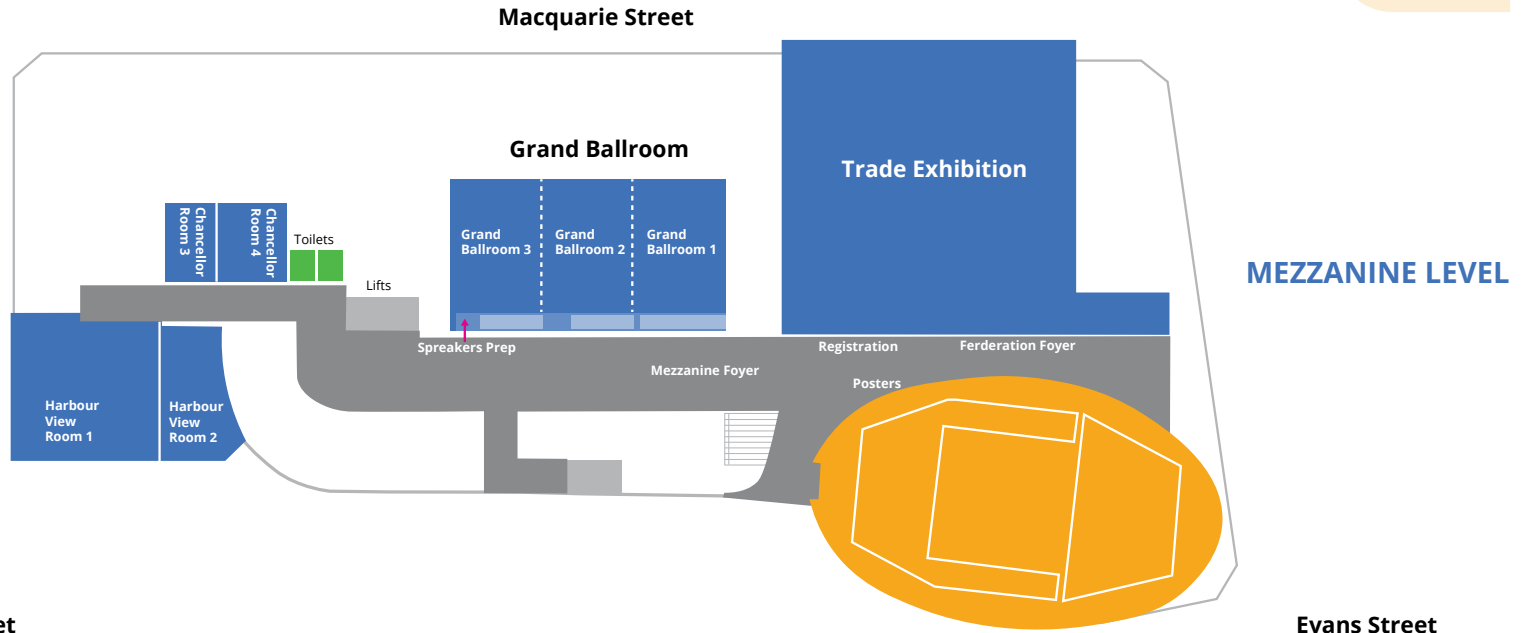 Macquarie Street
Grand Ballroom
Trade Exhibition
Chancellor
Room 3
Chancellor
Room 4
Toilets
Grand
Ballroom 3
Grand
Ballroom 2
Grand
Ballroom 1
MEZZANINE LEVEL
Lifts
Spreakers Prep
Registration
Ferderation Foyer
Mezzanine Foyer
Posters
Harbour
View
Room 1
Harbour
View
Room 2
et
Evans Street